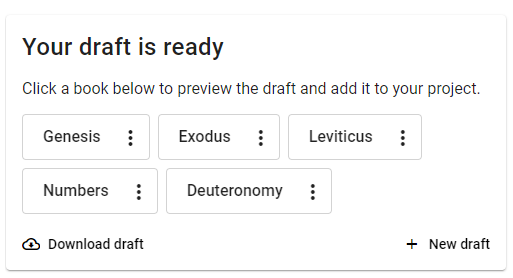 Your draft is ready
Click a book below to preview the draft and add it to your project.
Genesis Exodus Leviticus
Numbers Deuteronomy
Download draft + New draft